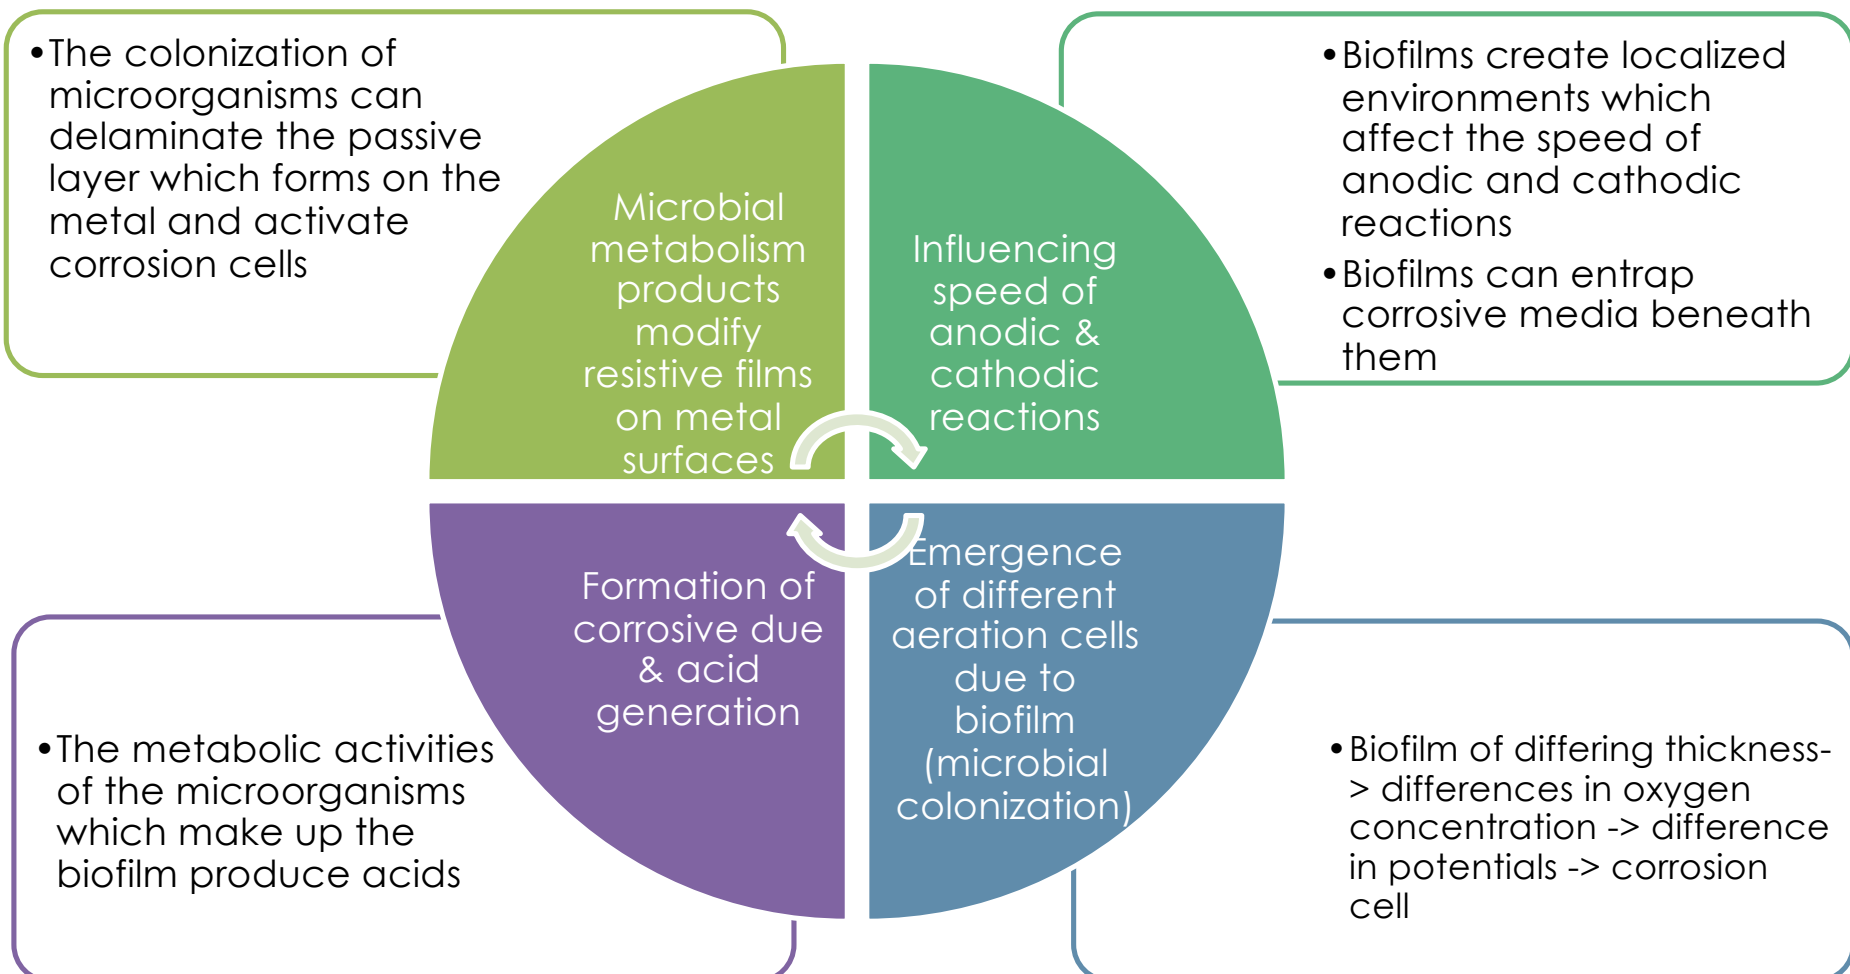 •The colonization of
microorganisms can
delaminate the passive
layer which forms on the
metal and activate
corrosion cells
Microbial
metabolism
products
modify
resistive films
on metal
surfaces
Influencing
speed of
anodic &
cathodic
reactions
•Biofilms create localized
environments which
affect the speed of
anodic and cathodic
reactions
•Biofilms can entrap
corrosive media beneath
them
•The metabolic activities
of the microorganisms
which make up the
biofilm produce acids
Formation of
corrosive due
& acid
generation
Emergence
of different
aeration cells
due to
biofilm
(microbial
colonization)
•Biofilm of differing thickness-
> differences in oxygen
concentration -> difference
in potentials -> corrosion
cell